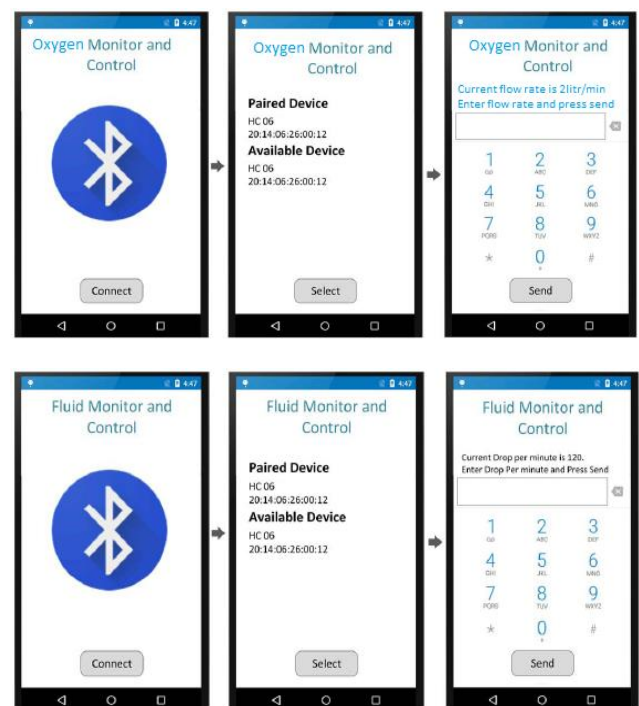 4:47
Oxygen Monitor and
Control
Connect
4:47
Oxygen Monitor and
Control
Paired Device
HC 06
20:14:06:26:00:12
Available Device
HC 06
20:14:06:26:00:12
Select
4:47
Oxygen Monitor and
Control
Current flow rate is 2litr/min
Enter flow rate and press send
1 2 3
ABC DEF
4 5 6
GHI JKL MNO
7 8 9
PQRS TUV WXYZ
* 0 #
Send
4:47
Fluid Monitor and
Control
Connect
4:47
Fluid Monitor and
Control
Paired Device
HC 06
20:14:06:26:00:12
Available Device
HC 06
20:14:06:26:00:12
Select
4:47
Fluid Monitor and
Control
Current Drop per minute is 120.
Enter Drop Per minute and Press Send
1 2 3
ABC DEF
4 5 6
GHI JKL MNO
7 8 9
PQRS TUV WXYZ
* 0 #
Send